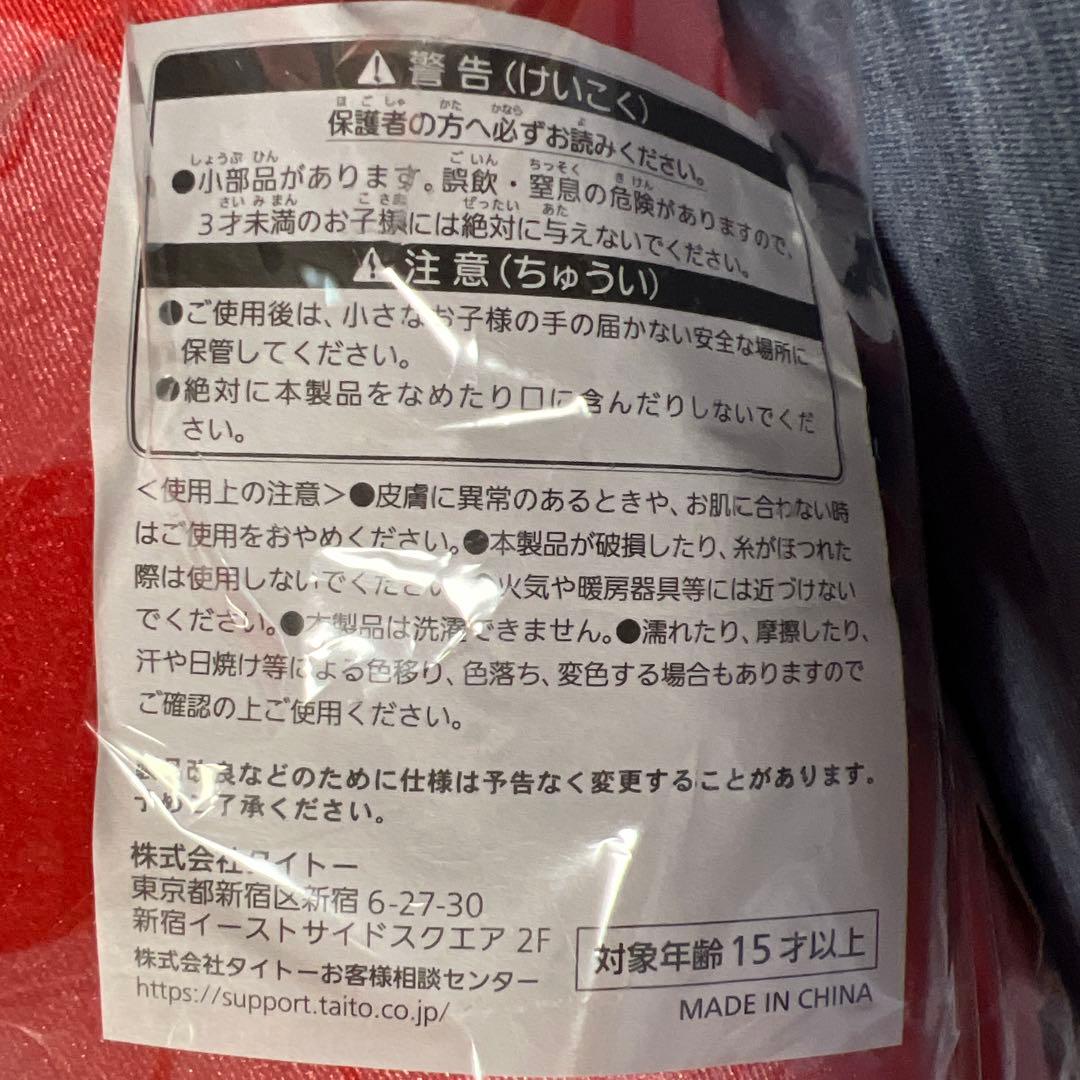 警告(けいこく)
保護者の方へ必ずお読みください。
●小部品があります。誤飲・窒息の危険がありますので、
3才未満のお子様には絶対に与えないでください。
注意(ちゅうい)
●ご使用後は、小さなお子様の手の届かない安全な場所に
保管してください。
●絶対に本製品をなめたり口に含んだりしないでくだ
さい。
<使用上の注意>●皮膚に異常のあるときや、お肌に合わない時
はご使用をおやめください。●本製品が破損したり、糸がほつれた
際は使用しないでください 火気や暖房器具等には近づけない
でください。●本製品は洗濯できません。●濡れたり、摩擦したり、
汗や日焼け等による色移り、色落ち、変色する場合もありますので
ご確認の上ご使用ください。
改良などのために仕様は予告なく変更することがあります。
予めご了承ください。
株式会社タイトー
東京都新宿区新宿 6-27-30
新宿イーストサイドスクエア 2F
株式会社タイトーお客様相談センター
https://support.taito.co.jp/
対象年齢 15才以上
MADE IN CHINA